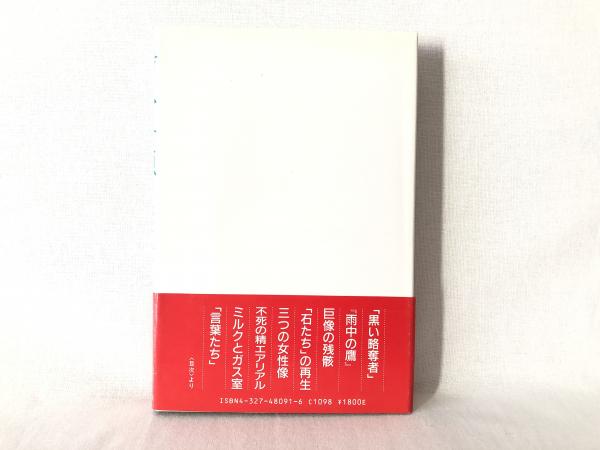 「黒い略奪者」
『雨中の鷹』
巨像の残骸
「石たち」の再生
三つの女性像
不死の精エアリアル
ミルクとガス室
「言葉たち」
〈目次〉より
ISBN4-327-48091-6 C1098 ¥1800E